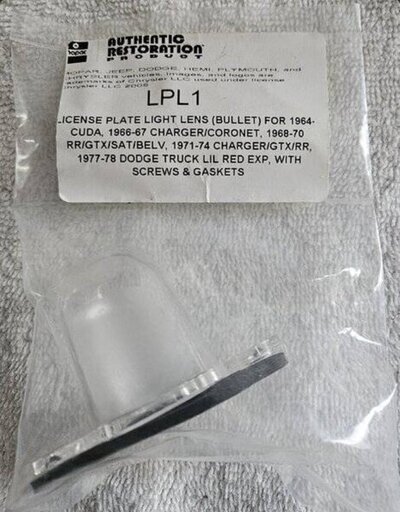 mopar
AUTHENTIC
RESTORATION
PRODUCT
MOPAR, JEEP, DODGE, HEMI, PLYMOUTH, and
CHRYSLER vehicles, images, and logos are
trademarks of Chrysler LLC used under license
Chrysler LLC 2008
LPL1
LICENSE PLATE LIGHT LENS (BULLET) FOR 1964-
CUDA, 1966-67 CHARGER/CORONET, 1968-70
RR/GTX/SAT/BELV, 1971-74 CHARGER/GTX/RR,
1977-78 DODGE TRUCK LIL RED EXP, WITH
SCREWS & GASKETS